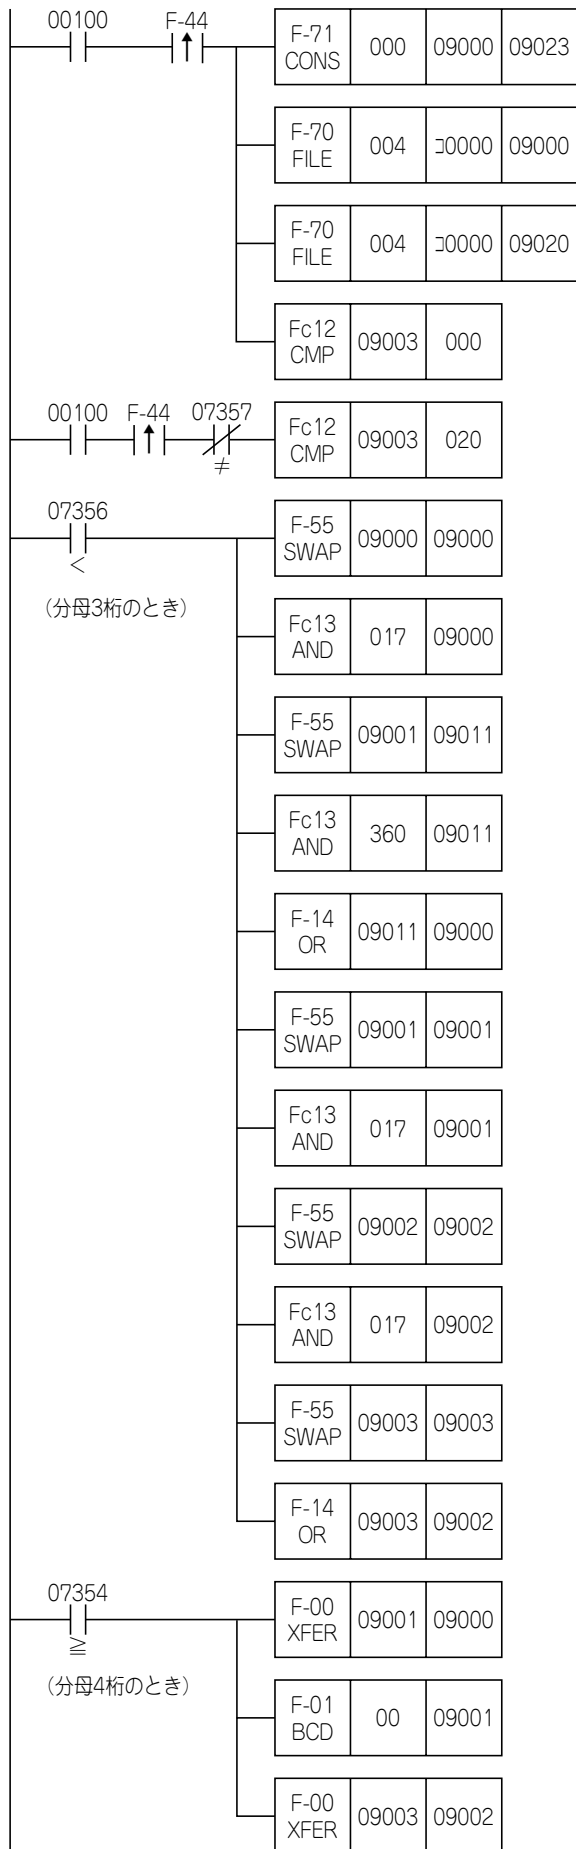 00100 F-44 F-71 CONS 000 09000 09023
F-70 FILE 004 コ0000 09000
F-70 FILE 004 コ0000 09020
Fc12 CMP 09003 000
00100 F-44 07357 ≠ Fc12 CMP 09003 020
07356 < F-55 SWAP 09000 09000
(分母3桁のとき)
Fc13 AND 017 09000
F-55 SWAP 09001 09011
Fc13 AND 360 09011
F-14 OR 09011 09000
F-55 SWAP 09001 09001
Fc13 AND 017 09001
F-55 SWAP 09002 09002
Fc13 AND 017 09002
F-55 SWAP 09003 09003
F-14 OR 09003 09002
07354 ≧ F-00 XFER 09001 09000
(分母4桁のとき)
F-01 BCD 00 09001
F-00 XFER 09003 09002